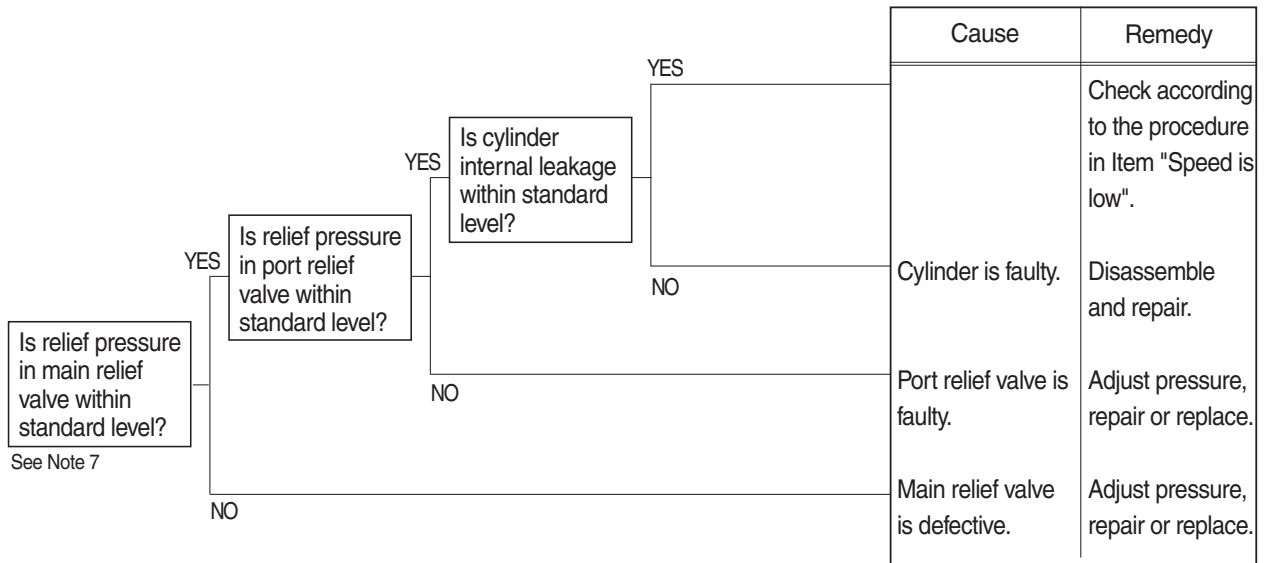 Cause
Remedy
YES
Check according
to the procedure
in Item "Speed is
low".
YES
Is cylinder
internal leakage
within standard
level?
YES
Is relief pressure
in port relief
valve within
standard level?
NO
Cylinder is faulty.
Disassemble
and repair.
Is relief pressure
in main relief
valve within
standard level?
See Note 7
NO
Port relief valve is
faulty.
Adjust pressure,
repair or replace.
NO
Main relief valve
is defective.
Adjust pressure,
repair or replace.